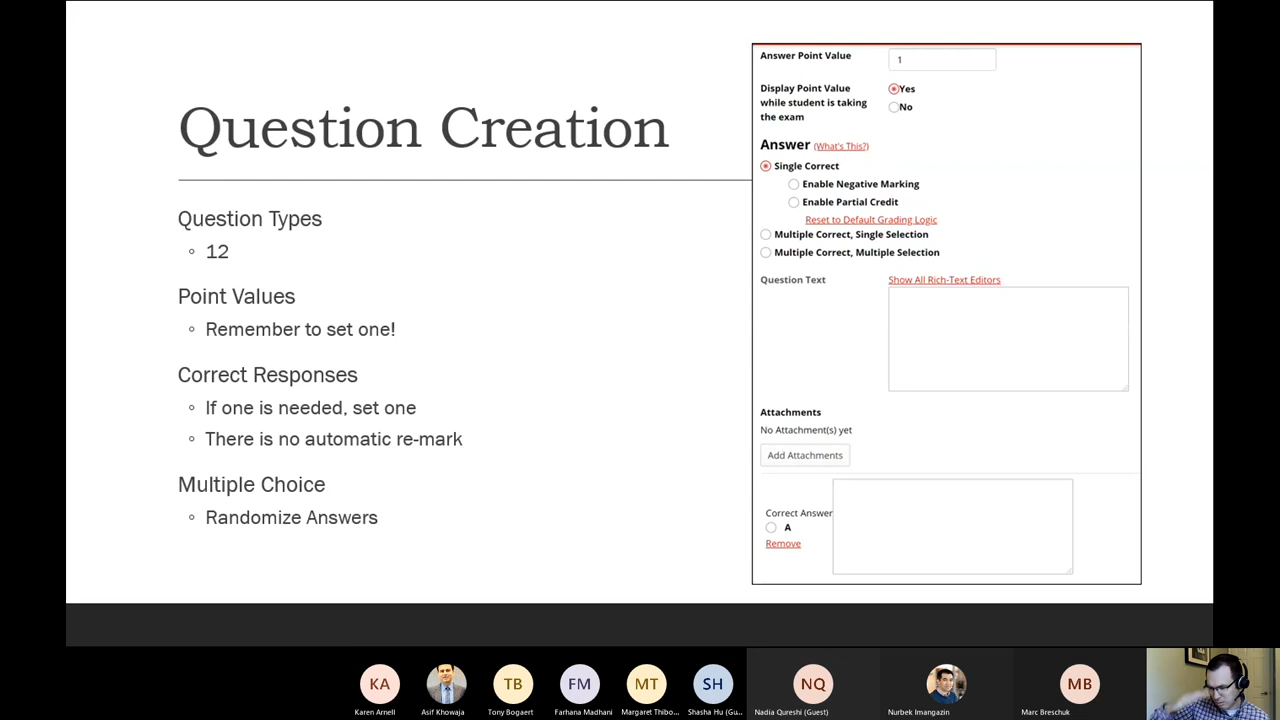 Question Creation
Question Types
◦ 12
Point Values
◦ Remember to set one!
Correct Responses
◦ If one is needed, set one
◦ There is no automatic re-mark
Multiple Choice
◦ Randomize Answers
Answer Point Value
1
Display Point Value
while student is taking
the exam
Yes
No
Answer (What's This?)
Single Correct
Enable Negative Marking
Enable Partial Credit
Reset to Default Grading Logic
Multiple Correct, Single Selection
Multiple Correct, Multiple Selection
Question Text
Show All Rich-Text Editors
Attachments
No Attachment(s) yet
Add Attachments
Correct Answer
A
Remove
KA
TB
FM
MT
SH
NQ
MB
Karen Arnell
Asif Khowaja
Tony Bogaert
Farhana Madhani
Margaret Thibo...
Shasha Hu (Gu...
Nadia Qureshi (Guest)
Nurbek Imangazin
Marc Breschuk